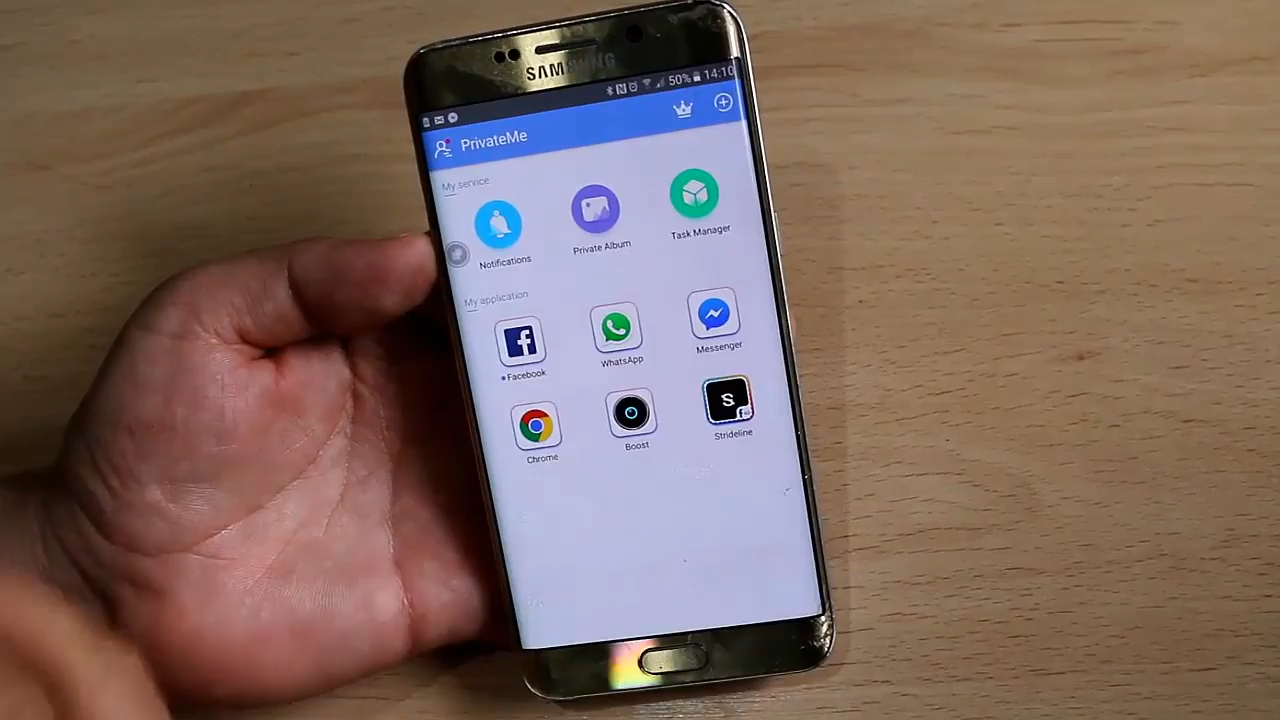 SAMSUNG
50% 14:10
PrivateMe
My service
Notifications
Private Album
Task Manager
My application
Facebook
WhatsApp
Messenger
Chrome
Boost
Strideline